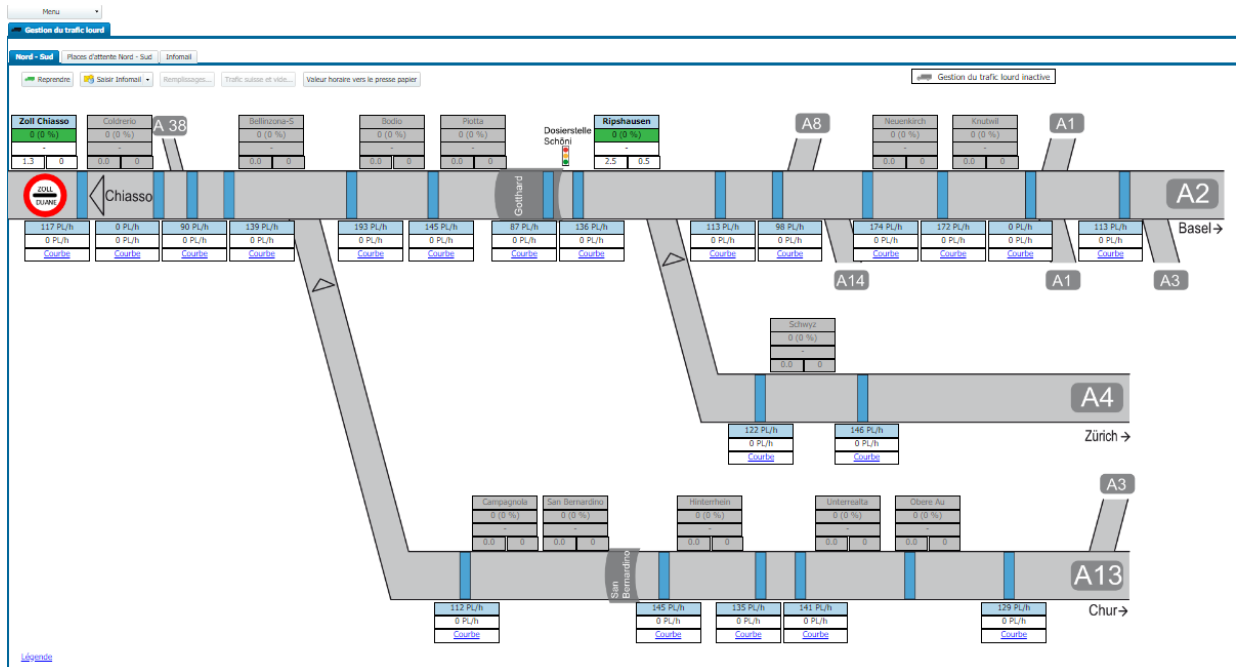 Menu
Gestion du trafic lourd
Nord - Sud Places d'attente Nord - Sud Infomail
Reprendre Saisir Infomail Remplissages... Trafic suisse et vide... Valeur horaire vers le presse papier Gestion du trafic lourd inactive
Zoll Chiasso Coldrerio A 38 Bellinzona-S Bodio Piotta Dosierstelle Schöni Ripshausen A8 Neuenkirch Knutwil A1
0 (0 %) 0 (0 %) 0 (0 %) 0 (0 %) 0 (0 %) 0 (0 %) 0 (0 %) 0 (0 %)
- - - - - - - -
1.3 0 0.0 0 0.0 0 0.0 0 0.0 0 2.5 0.5 0.0 0 0.0 0
ZOLL DUANE Chiasso Gotthard A2
117 PL/h 0 PL/h 90 PL/h 139 PL/h 193 PL/h 145 PL/h 87 PL/h 136 PL/h 113 PL/h 98 PL/h 174 PL/h 172 PL/h 0 PL/h 113 PL/h Basel
0 PL/h 0 PL/h 0 PL/h 0 PL/h 0 PL/h 0 PL/h 0 PL/h 0 PL/h 0 PL/h 0 PL/h 0 PL/h 0 PL/h 0 PL/h 0 PL/h
Courbe Courbe Courbe Courbe Courbe Courbe Courbe Courbe Courbe Courbe Courbe Courbe Courbe Courbe
A14 A1 A3
Schwyz
0 (0 %)
-
0.0 0
A4
122 PL/h 146 PL/h Zürich
0 PL/h 0 PL/h
Courbe Courbe
A3
Campagnola San Bernardino Hinterrhein Unterrealta Obere Au
0 (0 %) 0 (0 %) 0 (0 %) 0 (0 %) 0 (0 %)
- - - - -
0.0 0 0.0 0 0.0 0 0.0 0 0.0 0
San Bernardino A13
112 PL/h 145 PL/h 135 PL/h 141 PL/h 129 PL/h Chur
0 PL/h 0 PL/h 0 PL/h 0 PL/h 0 PL/h
Courbe Courbe Courbe Courbe Courbe
Légende